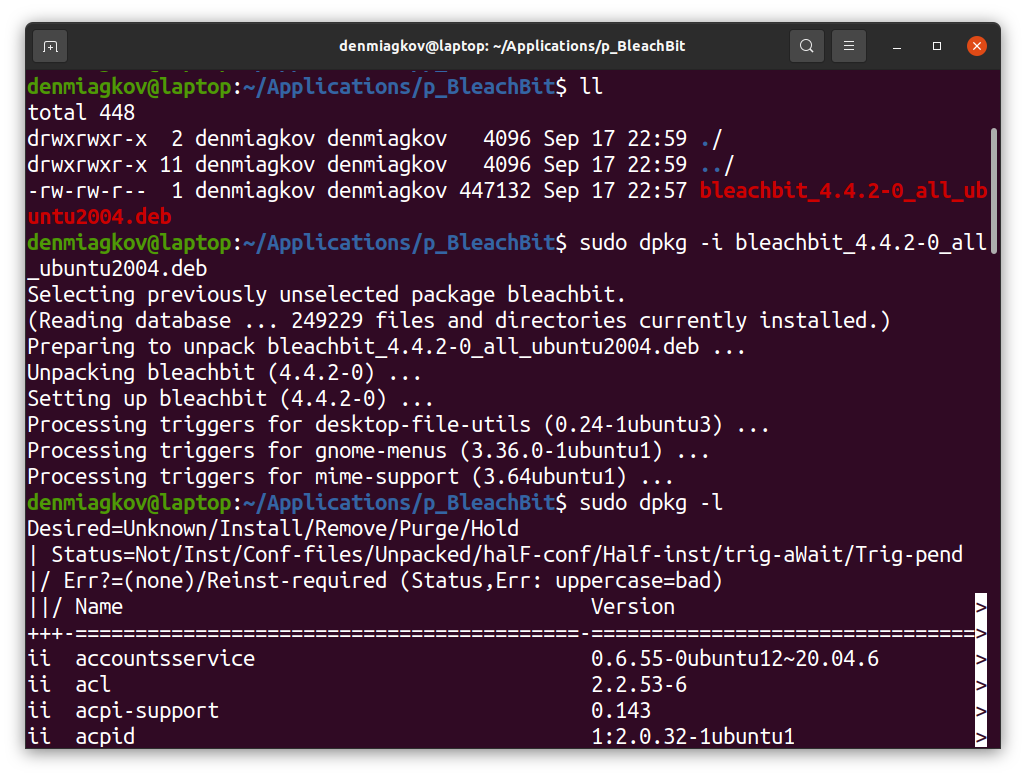 denmiagkov@laptop: ~/Applications/p_BleachBit
denmiagkov@laptop:~/Applications/p_BleachBit$ ll
total 448
drwxrwxr-x  2 denmiagkov denmiagkov   4096 Sep 17 22:59 ./
drwxrwxr-x 11 denmiagkov denmiagkov   4096 Sep 17 22:59 ../
-rw-rw-r--  1 denmiagkov denmiagkov 447132 Sep 17 22:57 bleachbit_4.4.2-0_all_ub
untu2004.deb
denmiagkov@laptop:~/Applications/p_BleachBit$ sudo dpkg -i bleachbit_4.4.2-0_all
_ubuntu2004.deb
Selecting previously unselected package bleachbit.
(Reading database ... 249229 files and directories currently installed.)
Preparing to unpack bleachbit_4.4.2-0_all_ubuntu2004.deb ...
Unpacking bleachbit (4.4.2-0) ...
Setting up bleachbit (4.4.2-0) ...
Processing triggers for desktop-file-utils (0.24-1ubuntu3) ...
Processing triggers for gnome-menus (3.36.0-1ubuntu1) ...
Processing triggers for mime-support (3.64ubuntu1) ...
denmiagkov@laptop:~/Applications/p_BleachBit$ sudo dpkg -l
Desired=Unknown/Install/Remove/Purge/Hold
| Status=Not/Inst/Conf-files/Unpacked/halF-conf/Half-inst/trig-aWait/Trig-pend
|/ Err?=(none)/Reinst-required (Status,Err: uppercase=bad)
||/ Name                                       Version                        >
+++-==========================================-================================>
ii  accountsservice                            0.6.55-0ubuntu12~20.04.6       >
ii  acl                                        2.2.53-6                       >
ii  acpi-support                               0.143                          >
ii  acpid                                      1:2.0.32-1ubuntu1              >